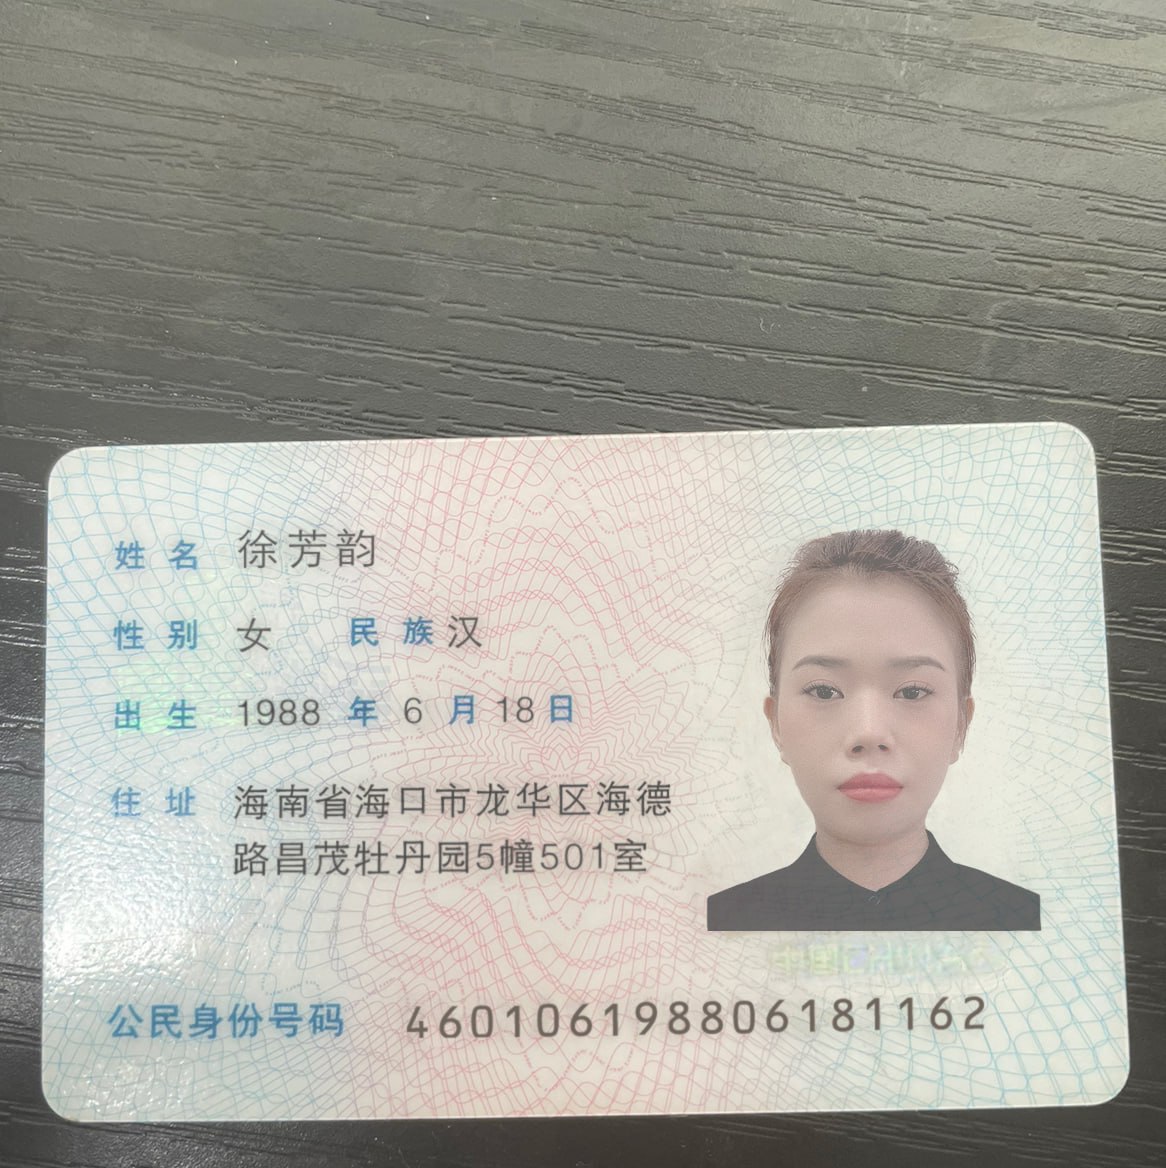 姓名 徐芳韵
性别 女 民族 汉
出生 1988 年 6 月 18 日
住址 海南省海口市龙华区海德
路昌茂牡丹园5幢501室
公民身份号码 460106198806181162